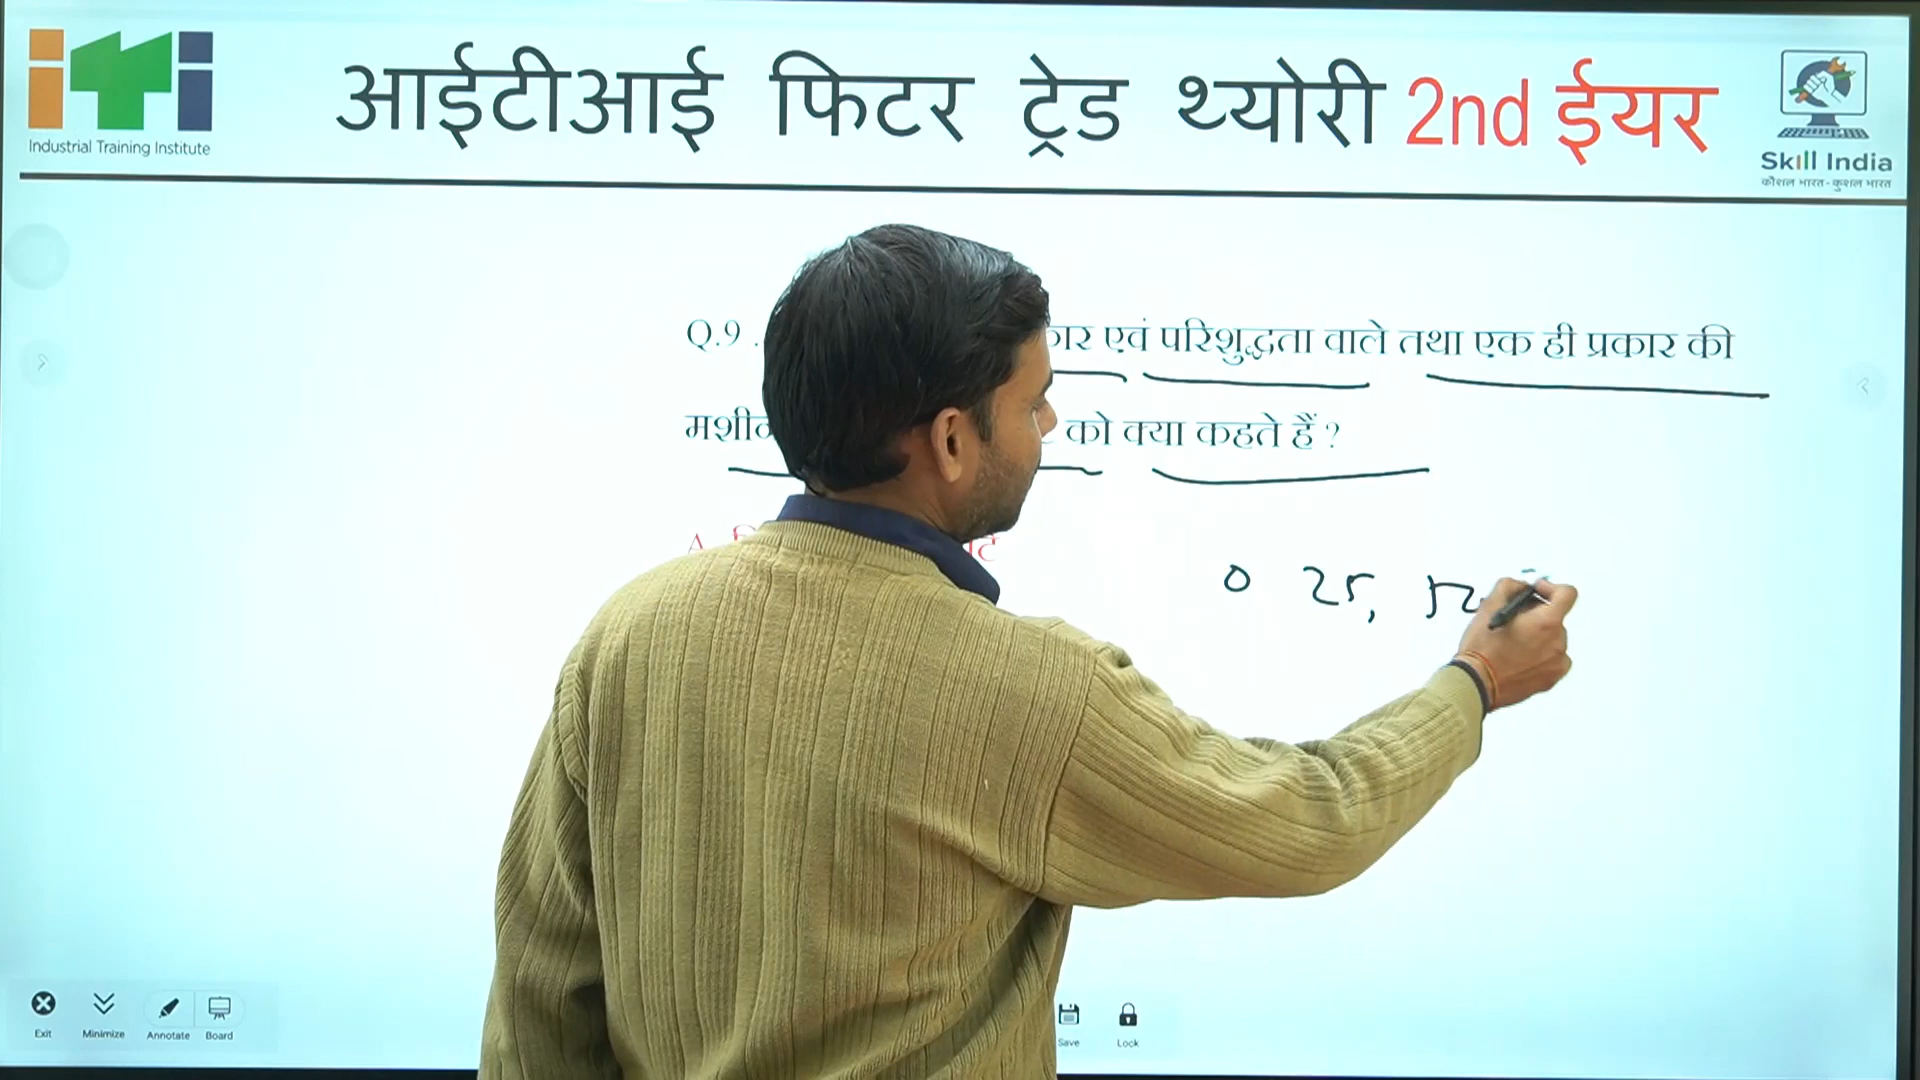 iTi
Industrial Training Institute
आईटीआई फिटर ट्रेड थ्योरी 2nd ईयर
Skill India
कौशल भारत - कुशल भारत
Q.9 . एवं परिशुद्धता वाले तथा एक ही प्रकार की
को क्या कहते हैं ?
A
0 25, 52
Exit Minimize Annotate Board Save Lock